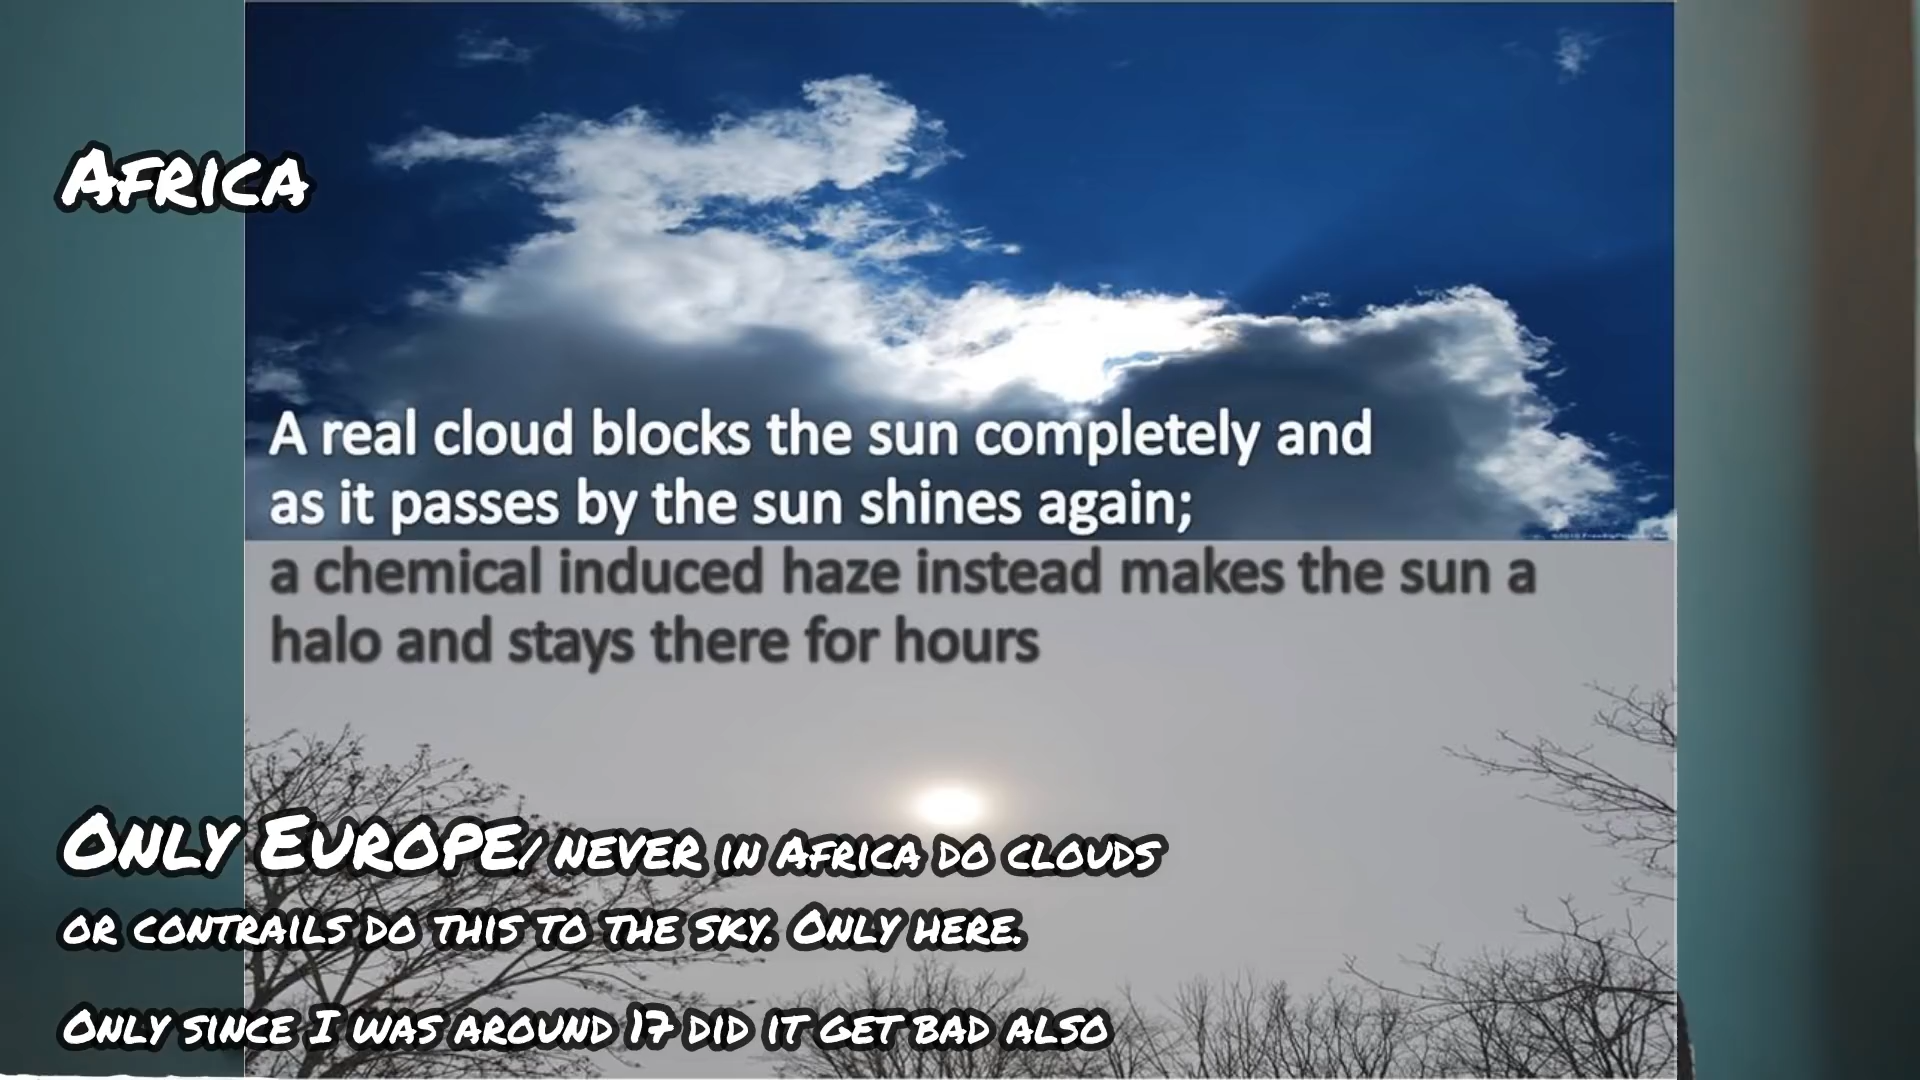 Africa
A real cloud blocks the sun completely and
as it passes by the sun shines again;
a chemical induced haze instead makes the sun a
halo and stays there for hours
Only Europe/ never in Africa do clouds
or contrails do this to the sky. Only here.
Only since I was around 17 did it get bad also